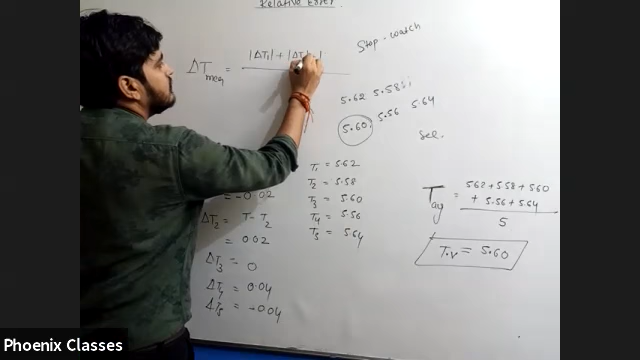 Relative Error
Stop-watch
ΔTmean = |ΔT1| + |ΔT
5.62 5.58
5.60, 5.56 5.64
Sec.
T1 = 5.62
T2 = 5.58
T3 = 5.60
T4 = 5.56
T5 = 5.64
= -0.02
ΔT2 = T - T2
= 0.02
ΔT3 = 0
ΔT4 = 0.04
ΔT5 = -0.04
Tavg = 5.62 + 5.58 + 5.60
+ 5.56 + 5.64
5
T.V = 5.60
Phoenix Classes